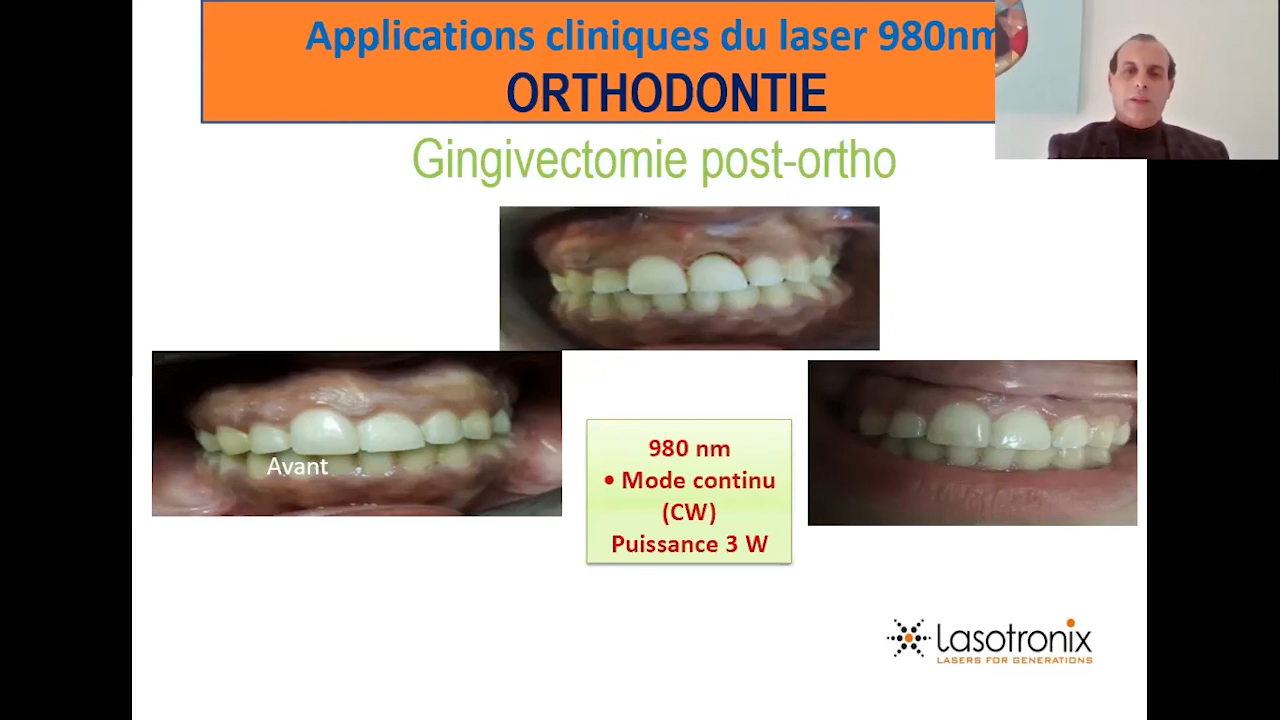 Applications cliniques du laser 980nm
ORTHODONTIE
Gingivectomie post-ortho
Avant
980 nm
• Mode continu
(CW)
Puissance 3 W
Lasotronix
LASERS FOR GENERATIONS